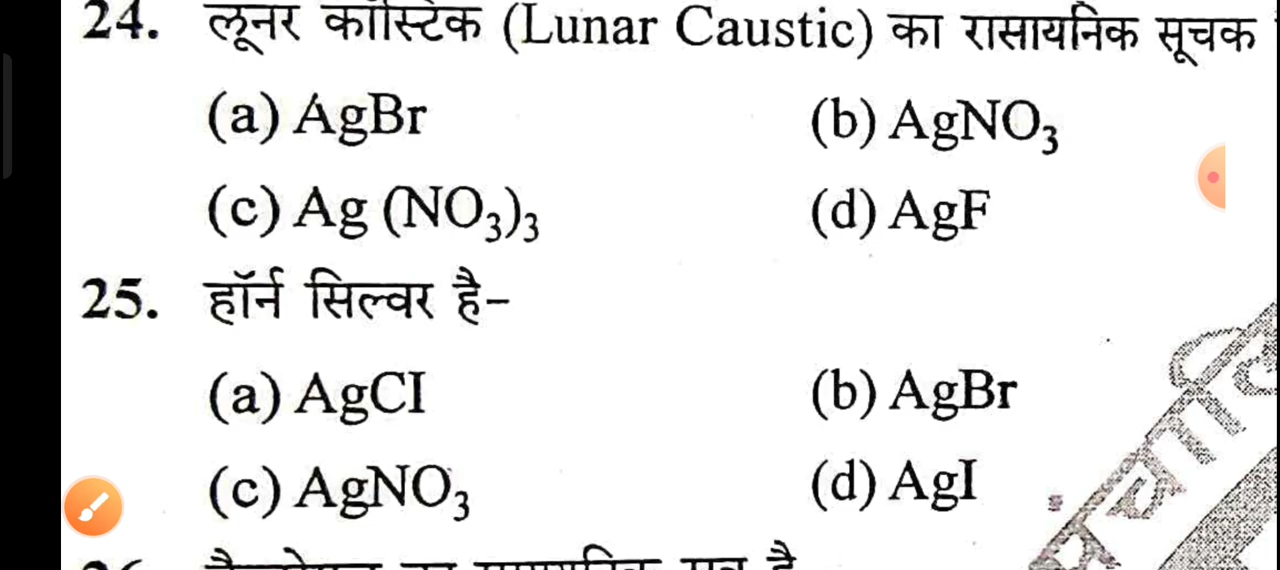 24. लूनर कॉस्टिक (Lunar Caustic) का रासायनिक सूचक
(a) AgBr (b) AgNO₃
(c) Ag (NO₃)₃ (d) AgF
25. हॉर्न सिल्वर है–
(a) AgCI (b) AgBr
(c) AgNO₃ (d) AgI